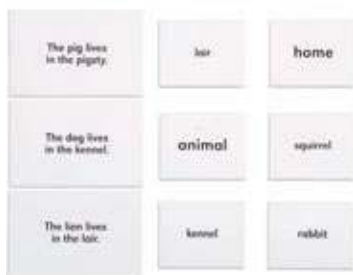 The pig lives
in the pigsty.
lair
home
The dog lives
in the kennel.
animal
squirrel
The lion lives
in the lair.
kennel
rabbit